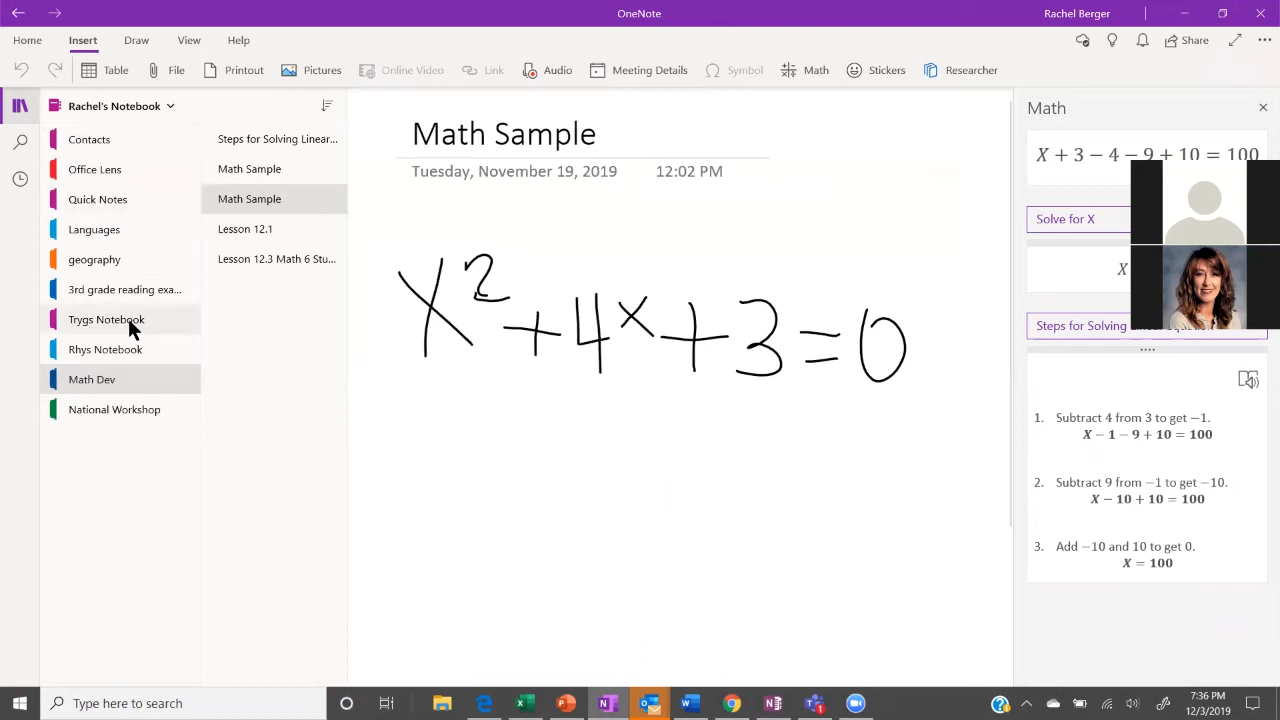 OneNote
Rachel Berger
Home Insert Draw View Help
Share
Table File Printout Pictures Online Video Link Audio Meeting Details Symbol Math Stickers Researcher
Rachel's Notebook
Contacts
Office Lens
Quick Notes
Languages
geography
3rd grade reading exa...
Trygs Notebook
Rhys Notebook
Math Dev
National Workshop
Steps for Solving Linear...
Math Sample
Math Sample
Lesson 12.1
Lesson 12.3 Math 6 Stu...
Math Sample
Tuesday, November 19, 2019 12:02 PM
X² + 4x + 3 = 0
Math
X + 3 − 4 − 9 + 10 = 100
Solve for X
X
Steps for Solving
1. Subtract 4 from 3 to get −1.
X − 1 − 9 + 10 = 100
2. Subtract 9 from −1 to get −10.
X − 10 + 10 = 100
3. Add −10 and 10 to get 0.
X = 100
Type here to search
7:36 PM
12/3/2019